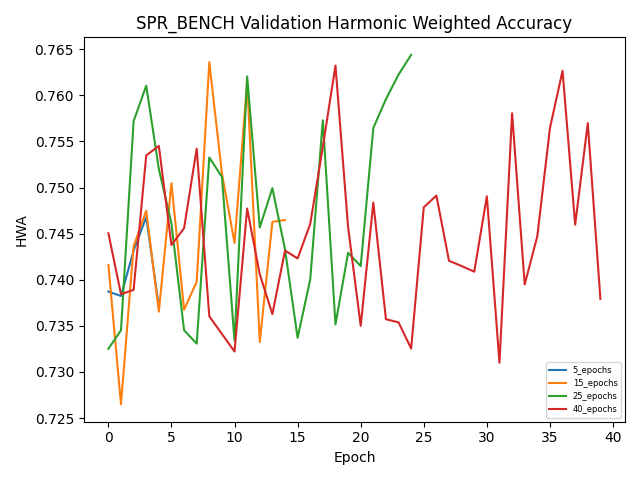 SPR_BENCH Validation Harmonic Weighted Accuracy
HWA
0.765
0.760
0.755
0.750
0.745
0.740
0.735
0.730
0.725
0 5 10 15 20 25 30 35 40
Epoch
5_epochs
15_epochs
25_epochs
40_epochs